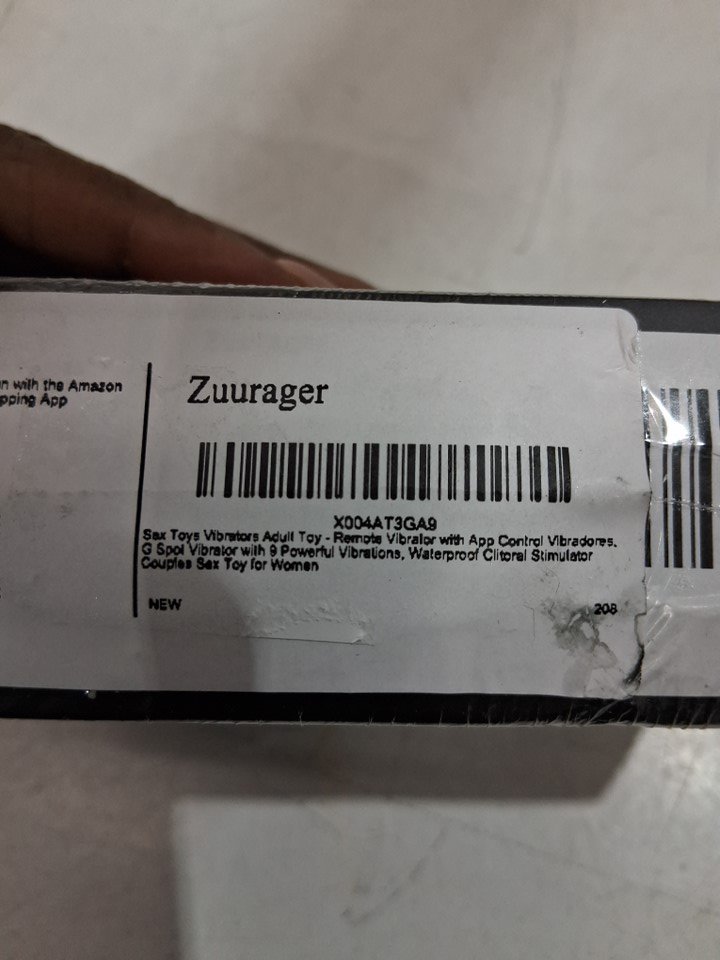 n with the Amazon
pping App
Zuurager
X004AT3GA9
Sex Toys Vibrators Adult Toy - Remote Vibrator with App Control Vibradores,
G Spot Vibrator with 9 Powerful Vibrations, Waterproof Clitoral Stimulator
Couples Sex Toy for Women
NEW
208